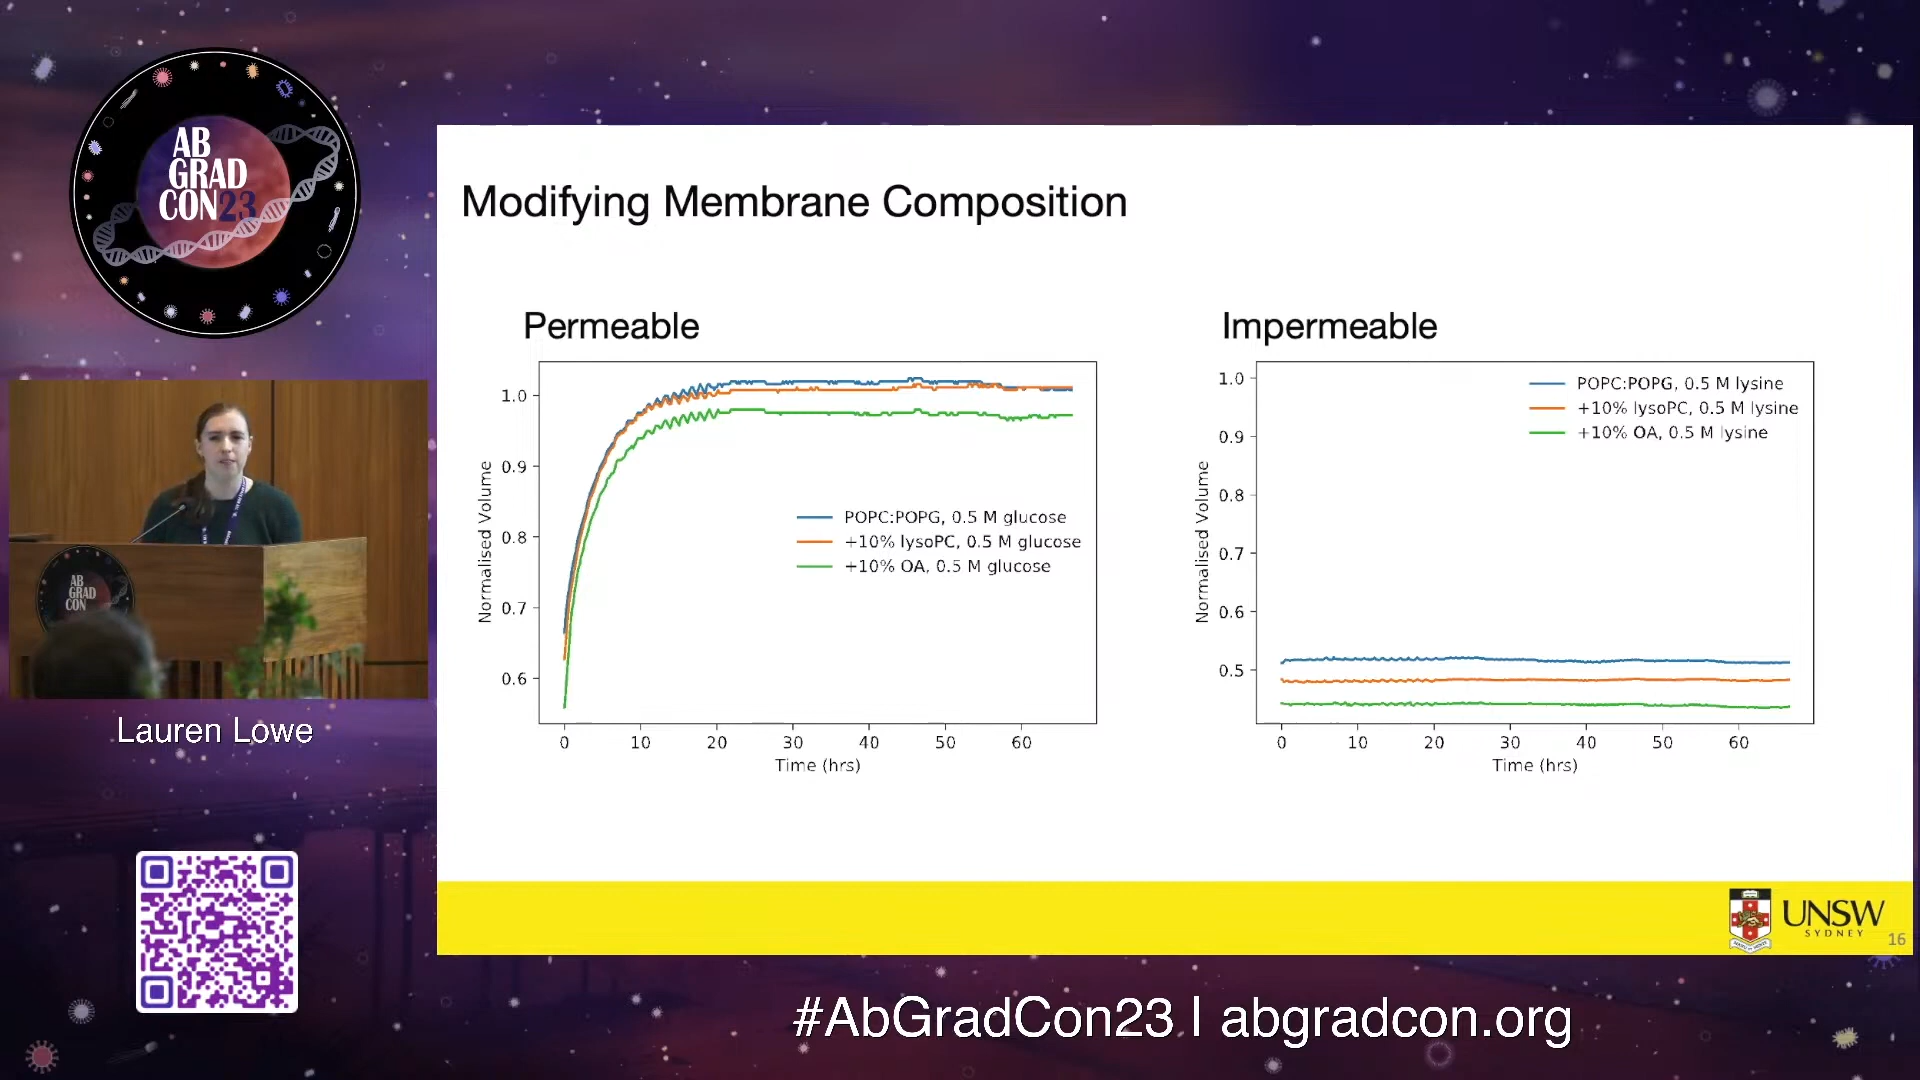 AB
GRAD
CON23
Lauren Lowe
AB
GRAD
CON
Modifying Membrane Composition
Permeable
1.0
0.9
0.8
0.7
0.6
Normalised Volume
POPC:POPG, 0.5 M glucose
+10% lysoPC, 0.5 M glucose
+10% OA, 0.5 M glucose
0 10 20 30 40 50 60
Time (hrs)
Impermeable
1.0
0.9
0.8
0.7
0.6
0.5
Normalised Volume
POPC:POPG, 0.5 M lysine
+10% lysoPC, 0.5 M lysine
+10% OA, 0.5 M lysine
0 10 20 30 40 50 60
Time (hrs)
UNSW
SYDNEY
16
#AbGradCon23 | abgradcon.org